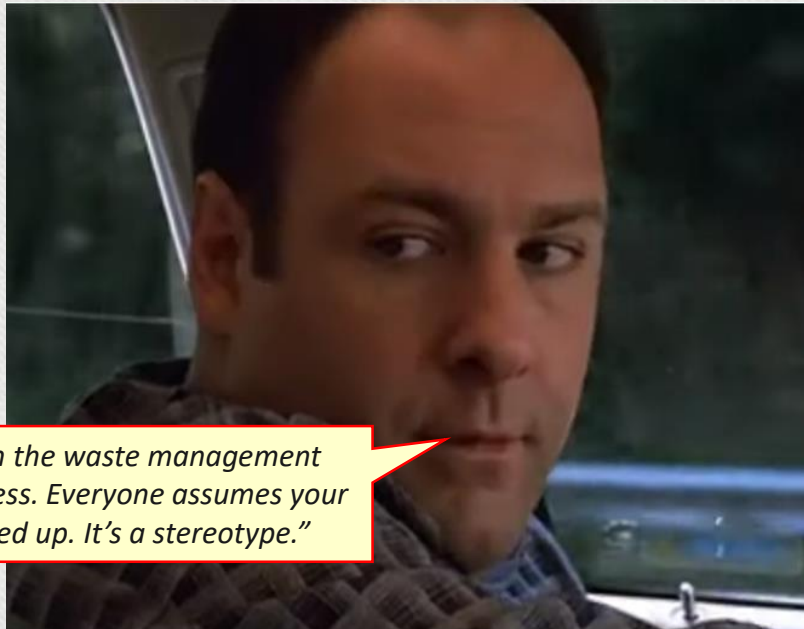 n the waste management
ess. Everyone assumes your
ed up. It’s a stereotype.”